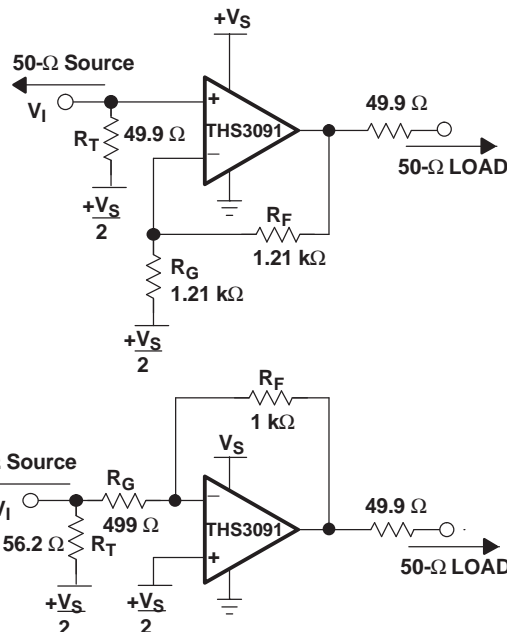 +VS
50-Ω Source
VI
+
THS3091
−
49.9 Ω
RT
49.9 Ω
50-Ω LOAD
+VS
2
RF
1.21 kΩ
RG
1.21 kΩ
+VS
2
RF
1 kΩ
VS
Source
RG
499 Ω
VI
−
THS3091
+
49.9 Ω
56.2 Ω
RT
50-Ω LOAD
+VS
2
+VS
2